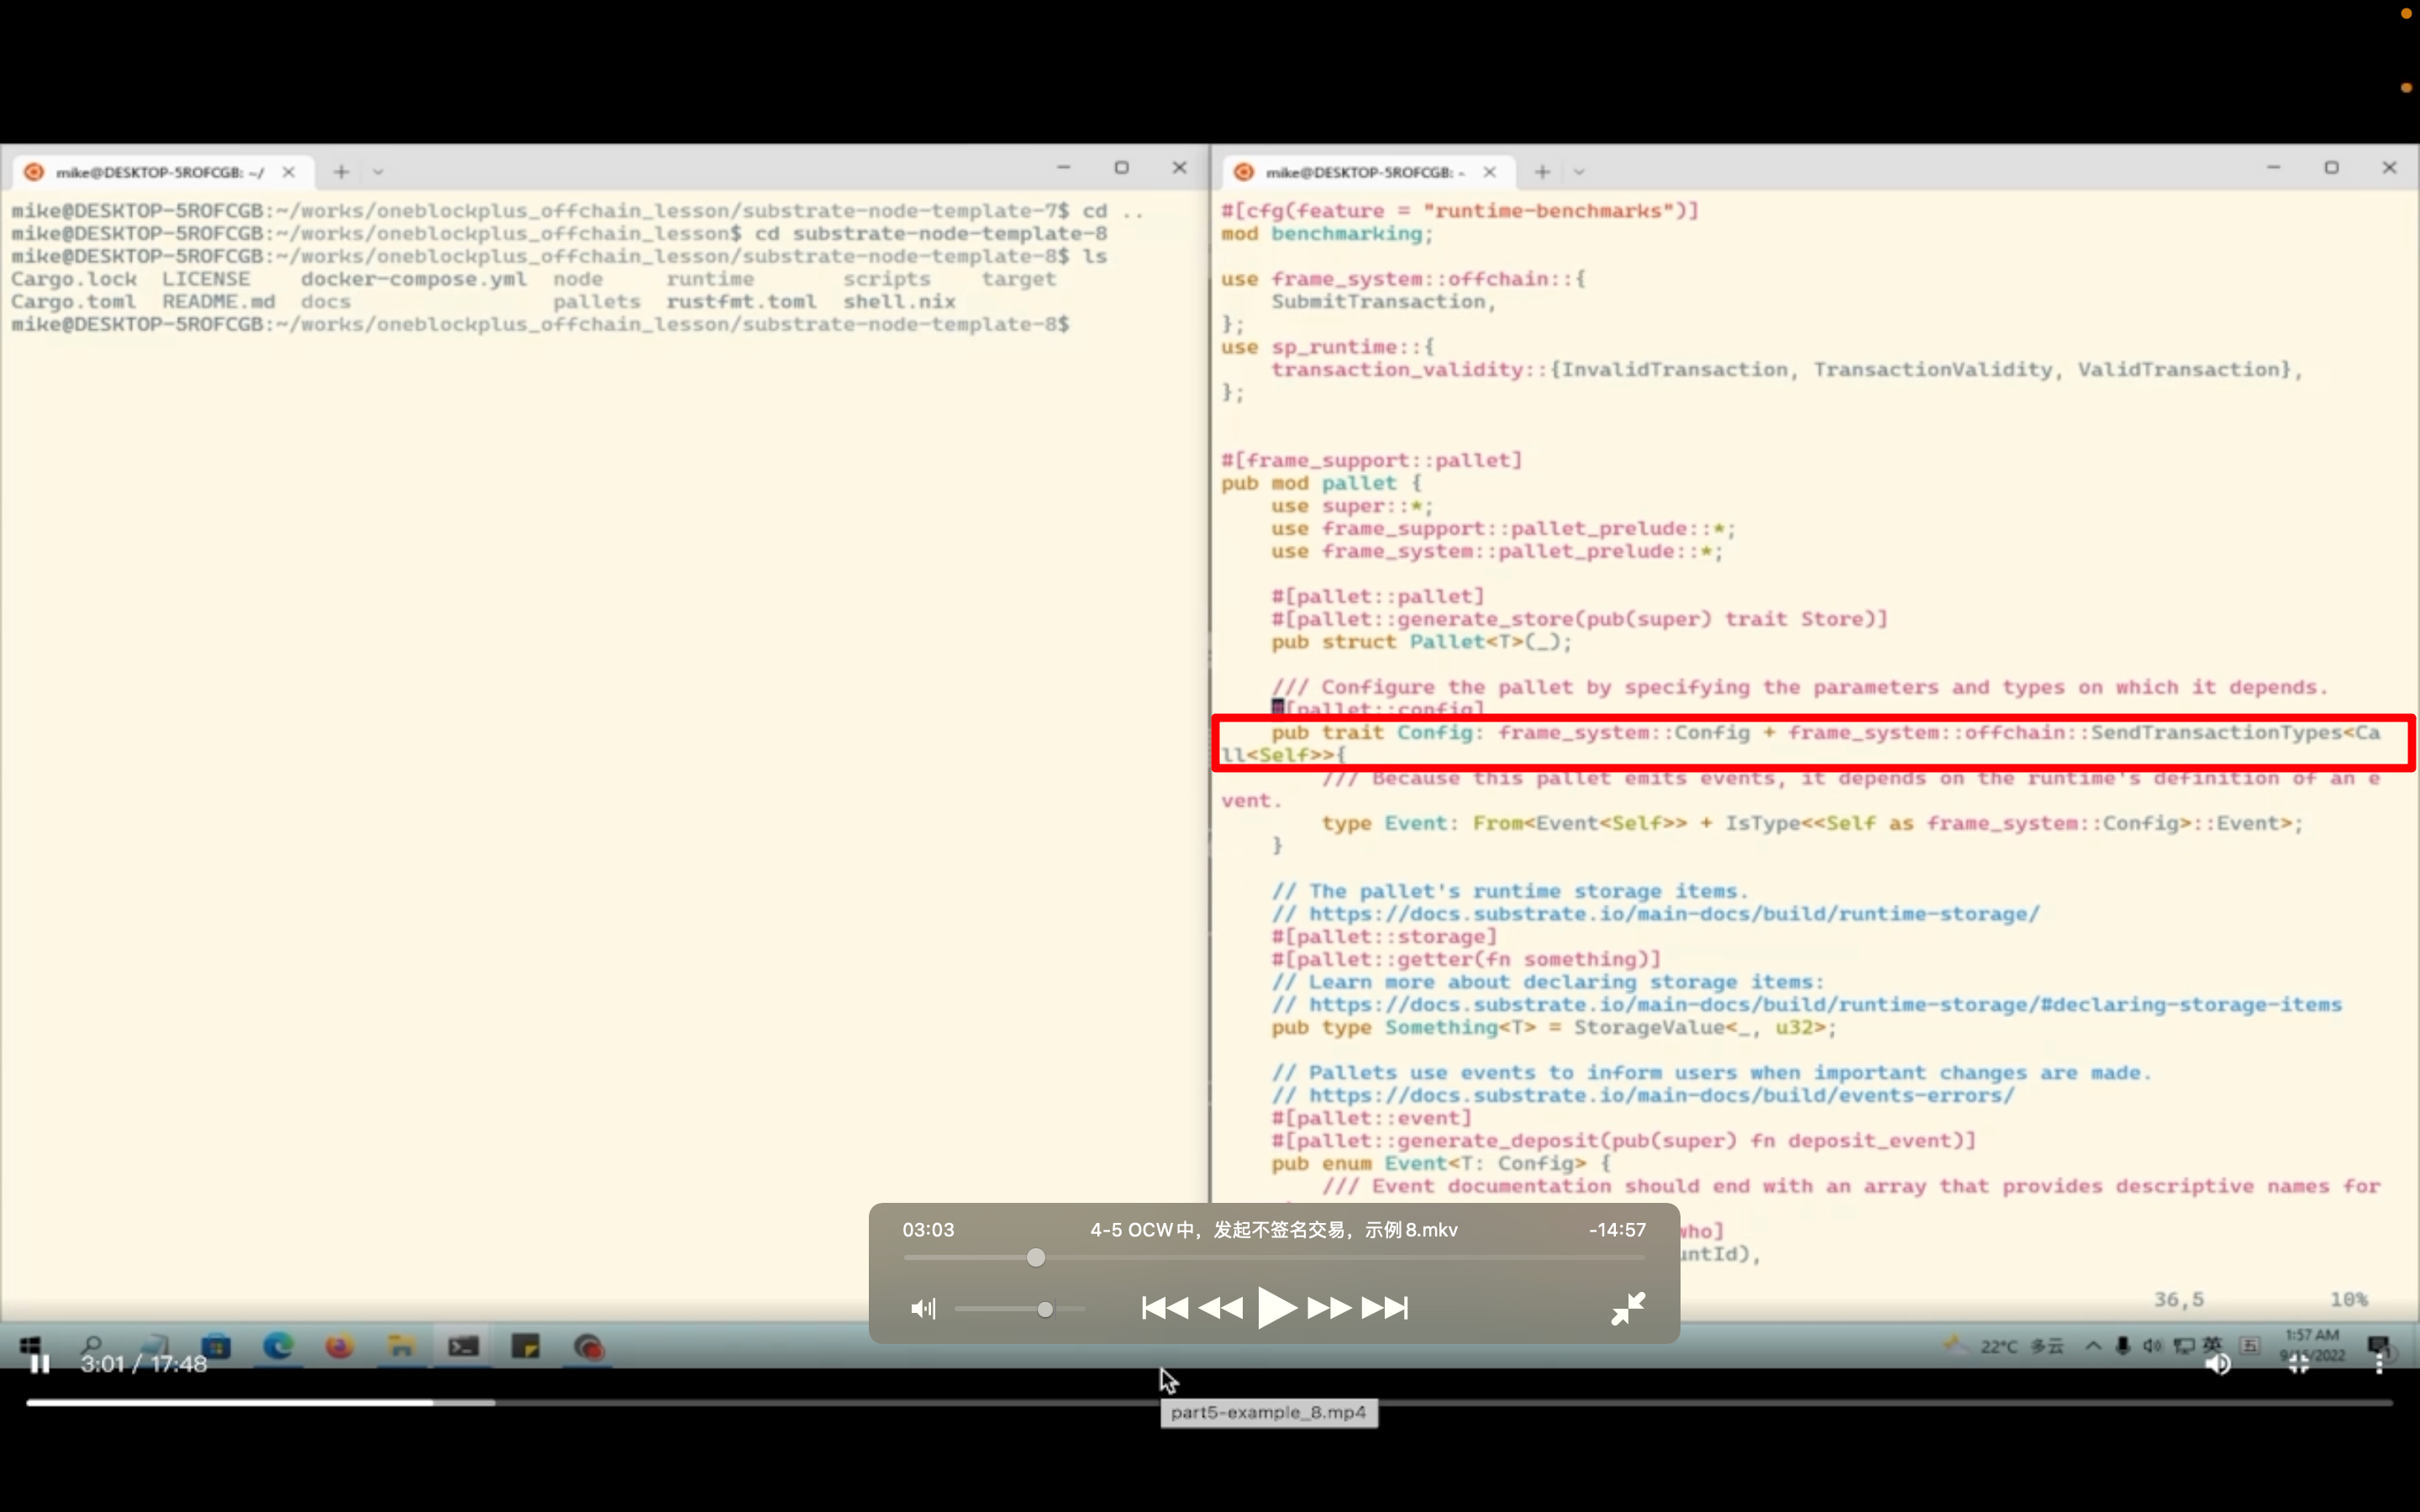 mike@DESKTOP-5ROFCGB: ~/
mike@DESKTOP-5ROFCGB:~/works/oneblockplus_offchain_lesson/substrate-node-template-7$ cd ..
mike@DESKTOP-5ROFCGB:~/works/oneblockplus_offchain_lesson$ cd substrate-node-template-8
mike@DESKTOP-5ROFCGB:~/works/oneblockplus_offchain_lesson/substrate-node-template-8$ ls
Cargo.lock LICENSE docker-compose.yml node runtime scripts target
Cargo.toml README.md docs pallets rustfmt.toml shell.nix
mike@DESKTOP-5ROFCGB:~/works/oneblockplus_offchain_lesson/substrate-node-template-8$
mike@DESKTOP-5ROFCGB: ~
#[cfg(feature = "runtime-benchmarks")]
mod benchmarking;
use frame_system::offchain::{
SubmitTransaction,
};
use sp_runtime::{
transaction_validity::{InvalidTransaction, TransactionValidity, ValidTransaction},
};
#[frame_support::pallet]
pub mod pallet {
use super::*;
use frame_support::pallet_prelude::*;
use frame_system::pallet_prelude::*;
#[pallet::pallet]
#[pallet::generate_store(pub(super) trait Store)]
pub struct Pallet<T>(_);
/// Configure the pallet by specifying the parameters and types on which it depends.
#[pallet::config]
pub trait Config: frame_system::Config + frame_system::offchain::SendTransactionTypes<Ca
ll<Self>>{
/// Because this pallet emits events, it depends on the runtime's definition of an e
vent.
type Event: From<Event<Self>> + IsType<<Self as frame_system::Config>::Event>;
}
// The pallet's runtime storage items.
// https://docs.substrate.io/main-docs/build/runtime-storage/
#[pallet::storage]
#[pallet::getter(fn something)]
// Learn more about declaring storage items:
// https://docs.substrate.io/main-docs/build/runtime-storage/#declaring-storage-items
pub type Something<T> = StorageValue<_, u32>;
// Pallets use events to inform users when important changes are made.
// https://docs.substrate.io/main-docs/build/events-errors/
#[pallet::event]
#[pallet::generate_deposit(pub(super) fn deposit_event)]
pub enum Event<T: Config> {
/// Event documentation should end with an array that provides descriptive names for
who]
untId),
36,5 10%
03:03 4-5 OCW中，发起不签名交易，示例8.mkv -14:57
22°C 多云 英 五 1:57 AM
3:01 / 17:48
part5-example_8.mp4